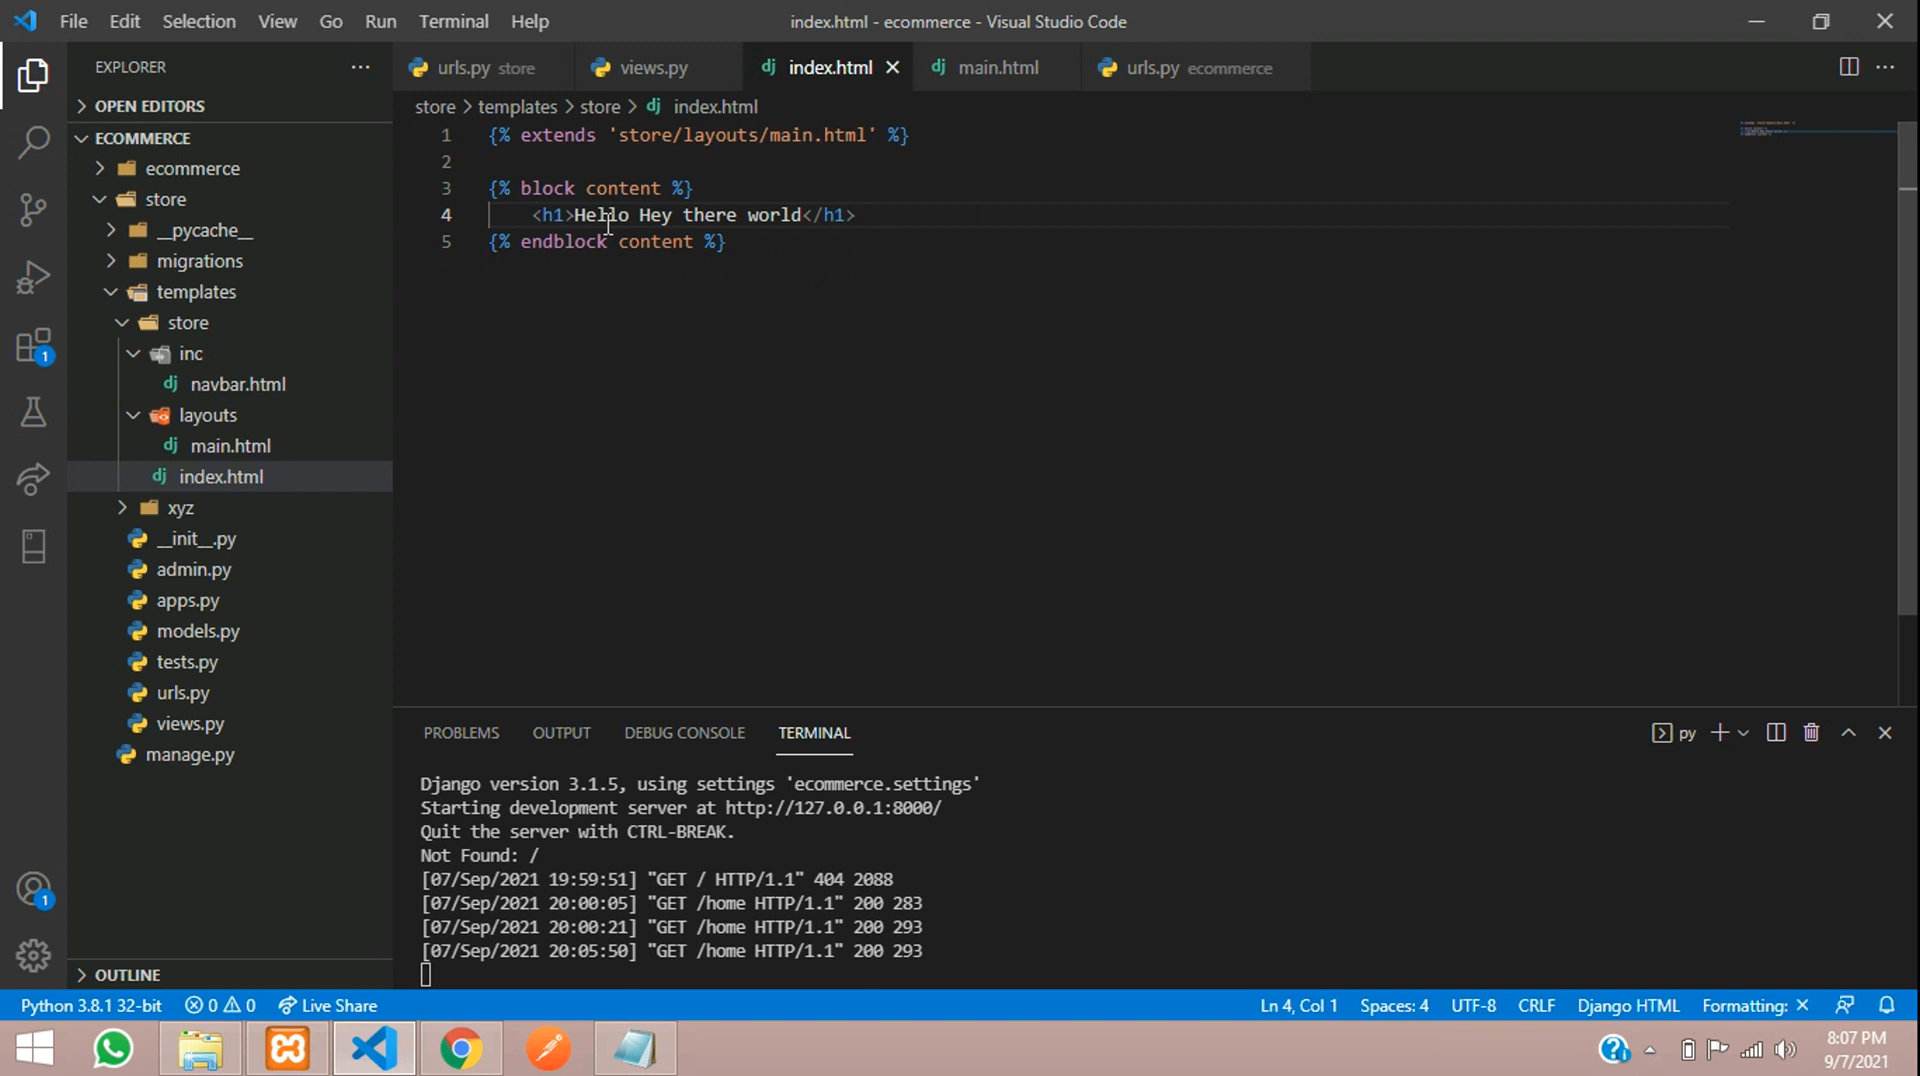 File Edit Selection View Go Run Terminal Help index.html - ecommerce - Visual Studio Code
EXPLORER
urls.py store views.py index.html main.html urls.py ecommerce
OPEN EDITORS
store > templates > store > index.html
ECOMMERCE
ecommerce
store
__pycache__
migrations
templates
store
inc
navbar.html
layouts
main.html
index.html
xyz
__init__.py
admin.py
apps.py
models.py
tests.py
urls.py
views.py
manage.py
OUTLINE
1 {% extends 'store/layouts/main.html' %}
2
3 {% block content %}
4 <h1>Hello Hey there world</h1>
5 {% endblock content %}
PROBLEMS OUTPUT DEBUG CONSOLE TERMINAL py
Django version 3.1.5, using settings 'ecommerce.settings'
Starting development server at http://127.0.0.1:8000/
Quit the server with CTRL-BREAK.
Not Found: /
[07/Sep/2021 19:59:51] "GET / HTTP/1.1" 404 2088
[07/Sep/2021 20:00:05] "GET /home HTTP/1.1" 200 283
[07/Sep/2021 20:00:21] "GET /home HTTP/1.1" 200 293
[07/Sep/2021 20:05:50] "GET /home HTTP/1.1" 200 293
1
1
Python 3.8.1 32-bit 0 0 Live Share Ln 4, Col 1 Spaces: 4 UTF-8 CRLF Django HTML Formatting: ×
8:07 PM
9/7/2021